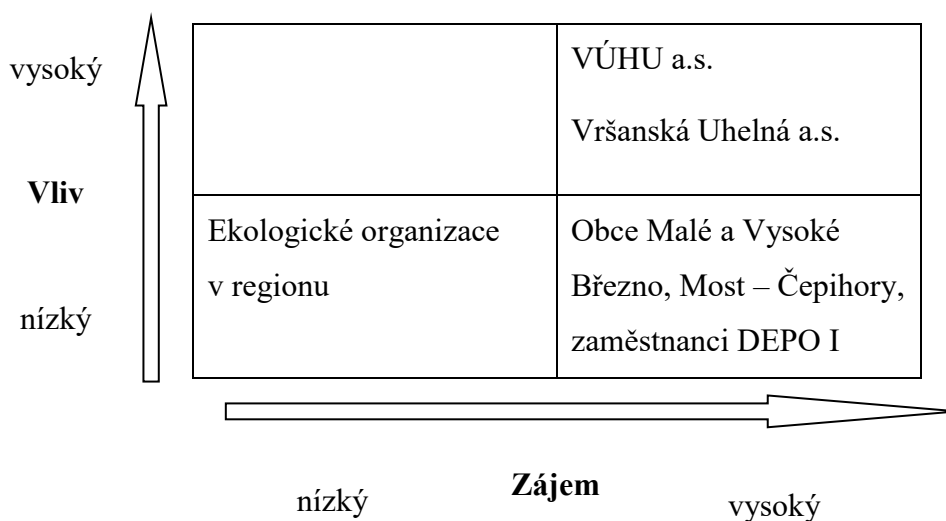 vysoký
VÚHU a.s.
Vršanská Uhelná a.s.
Vliv
Ekologické organizace
v regionu
Obce Malé a Vysoké
Březno, Most – Čepihory,
zaměstnanci DEPO I
nízký
Zájem
nízký
vysoký